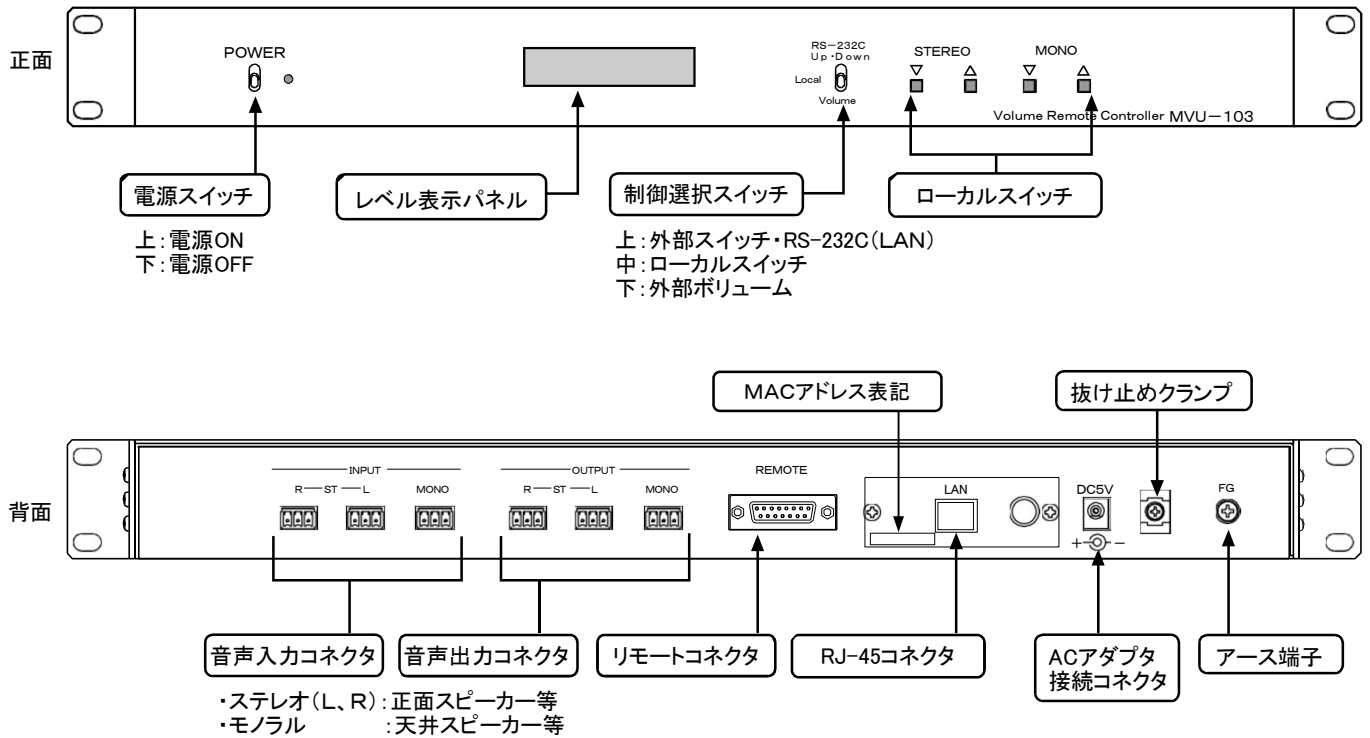 正面
POWER
RS-232C
Up・Down
Local
Volume
STEREO
MONO
▽ △ ▽ △
Volume Remote Controller MVU-103
電源スイッチ
レベル表示パネル
制御選択スイッチ
ローカルスイッチ
上:電源ON
下:電源OFF
上:外部スイッチ・RS-232C(LAN)
中:ローカルスイッチ
下:外部ボリューム
MACアドレス表記
抜け止めクランプ
背面
INPUT
R ST L
MONO
OUTPUT
R ST L
MONO
REMOTE
LAN
DC5V
+ -
FG
音声入力コネクタ
音声出力コネクタ
リモートコネクタ
RJ-45コネクタ
ACアダプタ
接続コネクタ
アース端子
・ステレオ(L、R):正面スピーカー等
・モノラル :天井スピーカー等